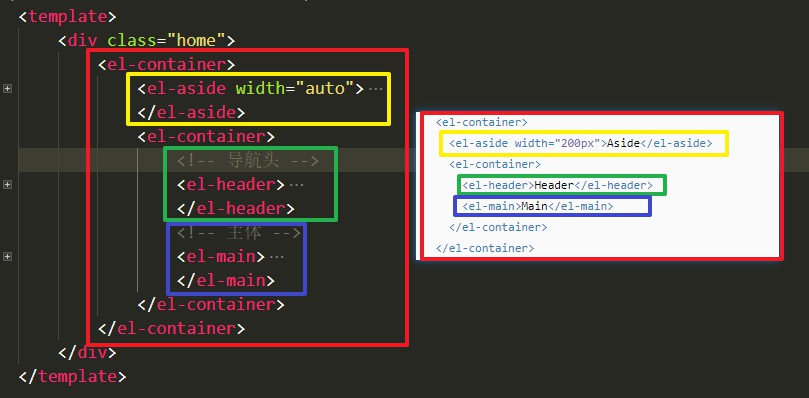 <template>
<div class="home">
<el-container>
<el-aside width="auto">…
</el-aside>
<el-container>
<!-- 导航头 -->
<el-header>…
</el-header>
<!-- 主体 -->
<el-main>…
</el-main>
</el-container>
</el-container>
</div>
</template>
<el-container>
<el-aside width="200px">Aside</el-aside>
<el-container>
<el-header>Header</el-header>
<el-main>Main</el-main>
</el-container>
</el-container>